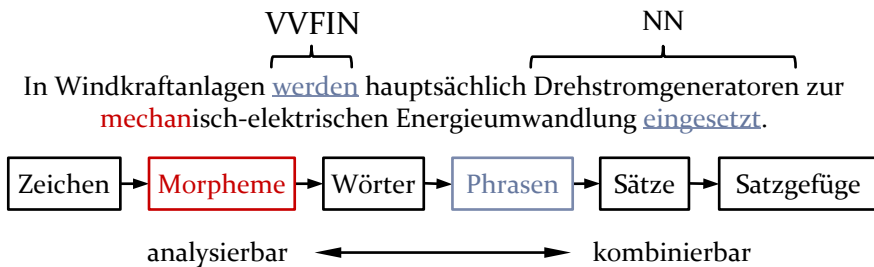 VVFIN NN
In Windkraftanlagen werden hauptsächlich Drehstromgeneratoren zur
mechanisch-elektrischen Energieumwandlung eingesetzt.
Zeichen Morpheme Wörter Phrasen Sätze Satzgefüge
analysierbar kombinierbar